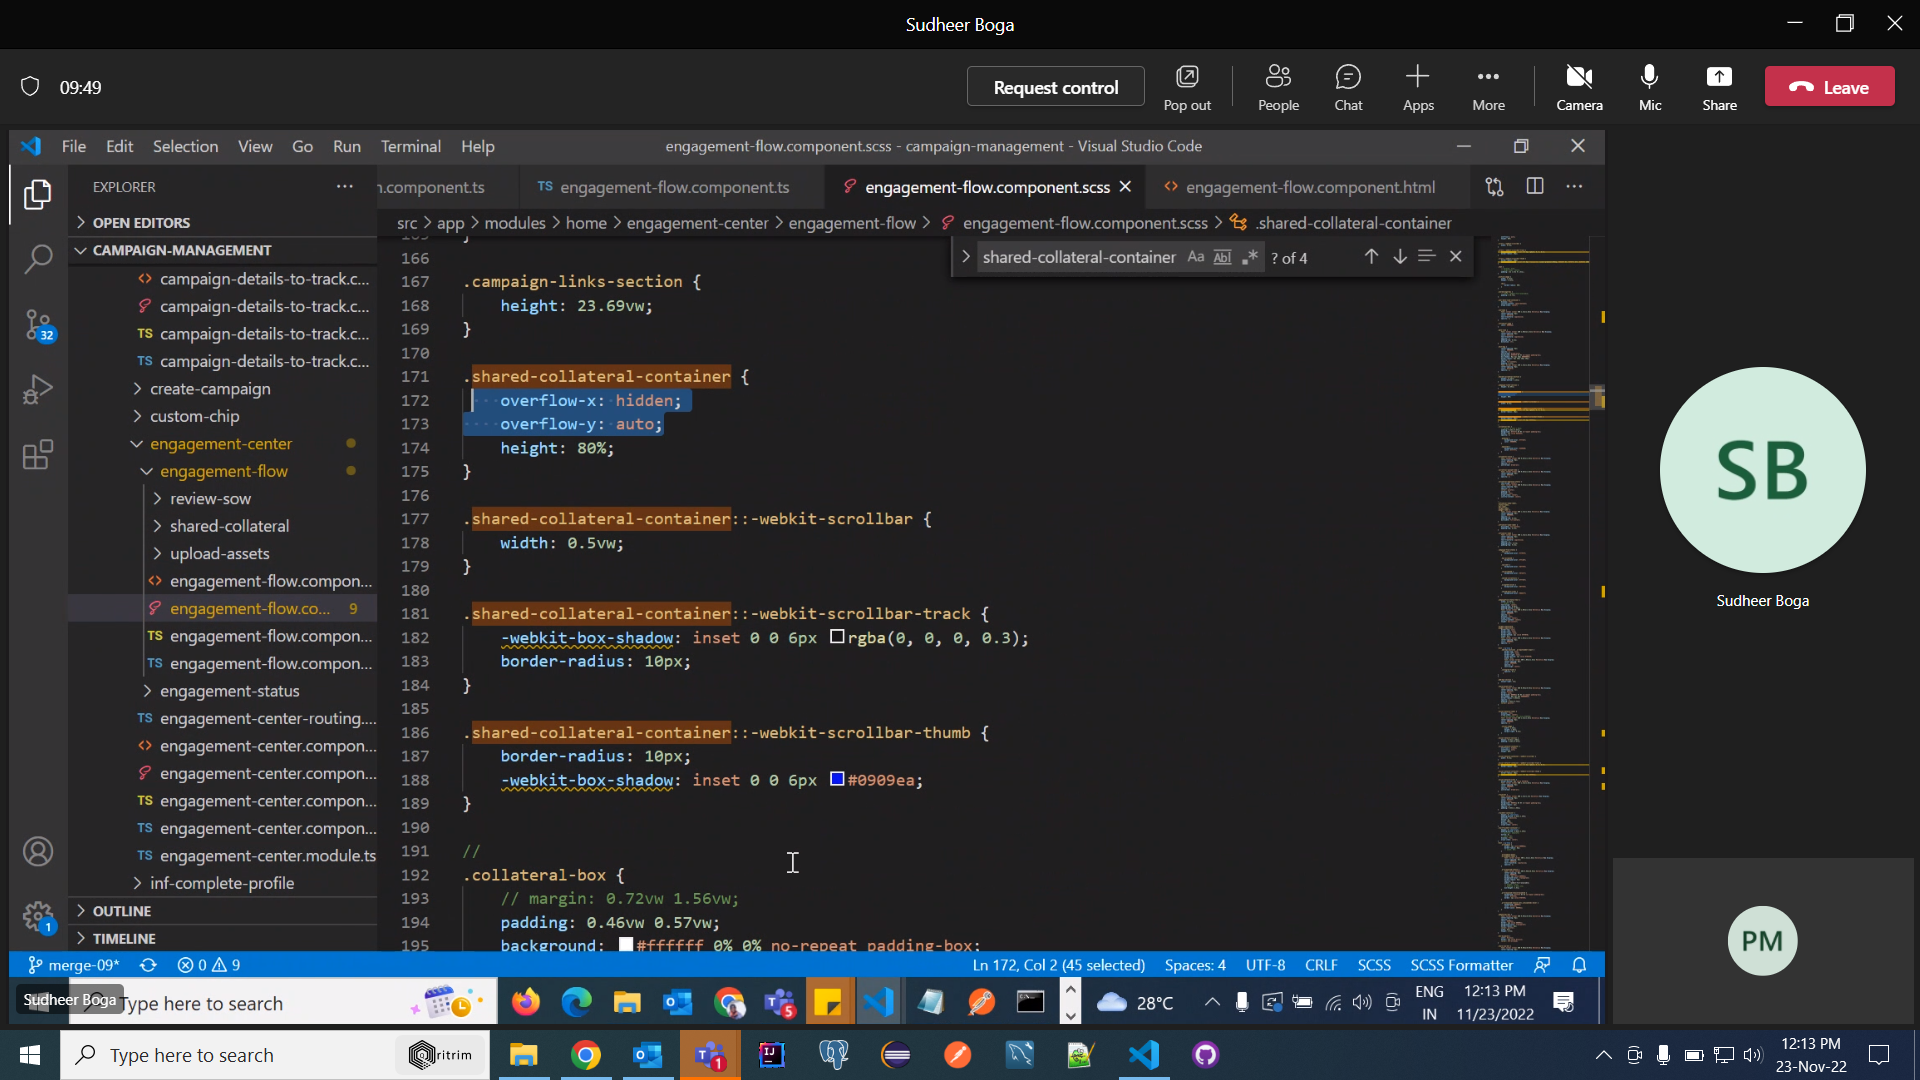 Sudheer Boga
09:49
Request control
Pop out
People
Chat
Apps
More
Camera
Mic
Share
Leave
File Edit Selection View Go Run Terminal Help
engagement-flow.component.scss - campaign-management - Visual Studio Code
EXPLORER
n.component.ts
TS engagement-flow.component.ts
engagement-flow.component.scss
engagement-flow.component.html
OPEN EDITORS
src > app > modules > home > engagement-center > engagement-flow > engagement-flow.component.scss > .shared-collateral-container
CAMPAIGN-MANAGEMENT
shared-collateral-container Aa Abl ? of 4
campaign-details-to-track.c...
campaign-details-to-track.c...
TS campaign-details-to-track.c...
TS campaign-details-to-track.c...
create-campaign
custom-chip
engagement-center
engagement-flow
review-sow
shared-collateral
upload-assets
engagement-flow.compon...
engagement-flow.co... 9
TS engagement-flow.compon...
TS engagement-flow.compon...
engagement-status
TS engagement-center-routing....
engagement-center.compon...
engagement-center.compon...
TS engagement-center.compon...
TS engagement-center.compon...
TS engagement-center.module.ts
inf-complete-profile
OUTLINE
TIMELINE
32
1
165 }
166
167 .campaign-links-section {
168 height: 23.69vw;
169 }
170
171 .shared-collateral-container {
172 overflow-x: hidden;
173 overflow-y: auto;
174 height: 80%;
175 }
176
177 .shared-collateral-container::-webkit-scrollbar {
178 width: 0.5vw;
179 }
180
181 .shared-collateral-container::-webkit-scrollbar-track {
182 -webkit-box-shadow: inset 0 0 6px rgba(0, 0, 0, 0.3);
183 border-radius: 10px;
184 }
185
186 .shared-collateral-container::-webkit-scrollbar-thumb {
187 border-radius: 10px;
188 -webkit-box-shadow: inset 0 0 6px #0909ea;
189 }
190
191 //
192 .collateral-box {
193 // margin: 0.72vw 1.56vw;
194 padding: 0.46vw 0.57vw;
195 background: #ffffff 0% 0% no-repeat padding-box;
SB
Sudheer Boga
PM
merge-09* 0 9
Ln 172, Col 2 (45 selected) Spaces: 4 UTF-8 CRLF SCSS SCSS Formatter
Sudheer Boga
Type here to search
5
28°C
ENG
IN
12:13 PM
11/23/2022
Type here to search
@ritrim
1
IJ
12:13 PM
23-Nov-22